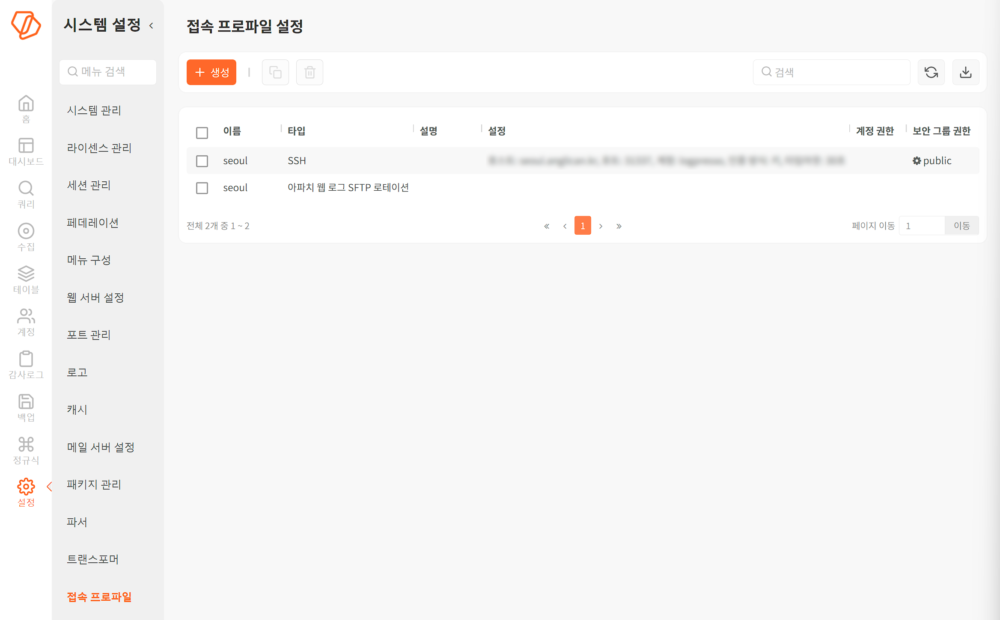 시스템 설정
접속 프로파일 설정
메뉴 검색
생성
검색
홈
대시보드
쿼리
수집
테이블
계정
감사로그
백업
정규식
설정
시스템 관리
라이센스 관리
세션 관리
페데레이션
메뉴 구성
웹 서버 설정
포트 관리
로고
캐시
메일 서버 설정
패키지 관리
파서
트랜스포머
접속 프로파일
이름 타입 설명 설정 계정 권한 보안 그룹 권한
seoul SSH public
seoul 아파치 웹 로그 SFTP 로테이션
전체 2개 중 1 ~ 2
« ‹ 1 › »
페이지 이동 1 이동